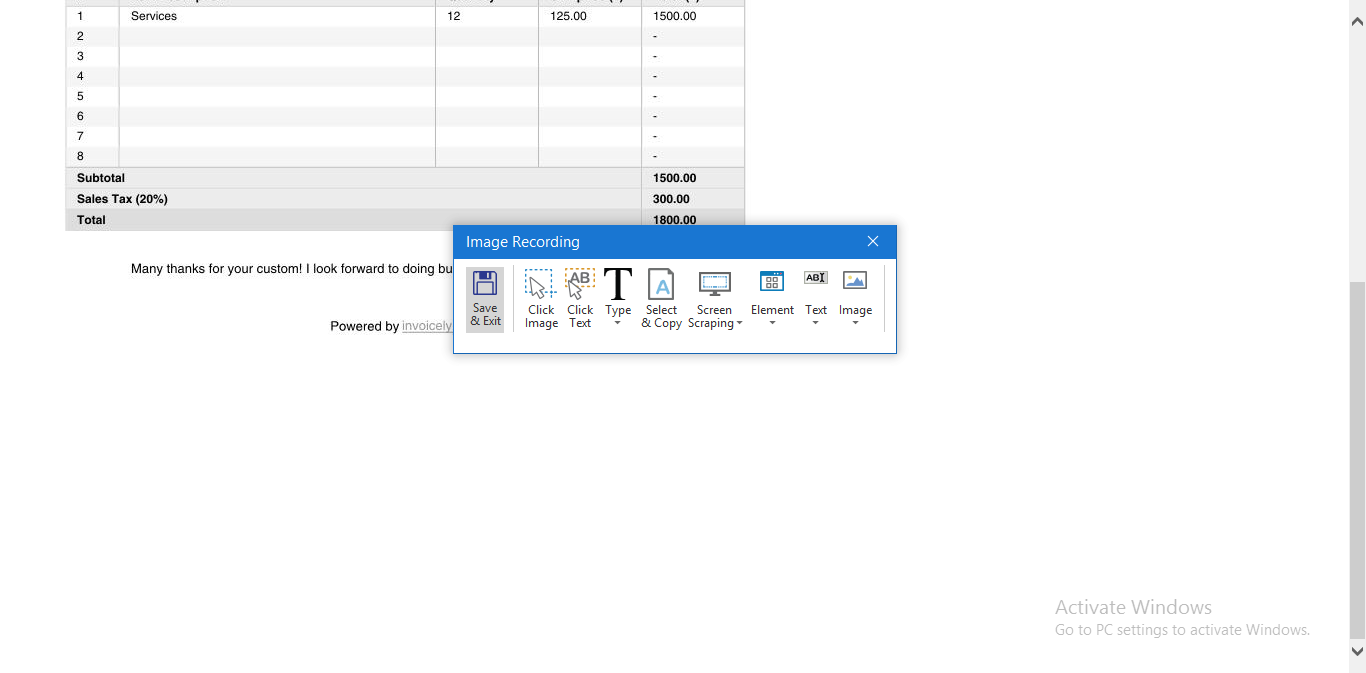 1 Services 12 125.00 1500.00
2 -
3 -
4 -
5 -
6 -
7 -
8 -
Subtotal 1500.00
Sales Tax (20%) 300.00
Total 1800.00
Image Recording
Many thanks for your custom! I look forward to doing
Powered by invoicely
Save & Exit
Click Image
AB
Click Text
T
Type
A
Select & Copy
Screen Scraping
Element
AB
Text
Image
Activate Windows
Go to PC settings to activate Windows.